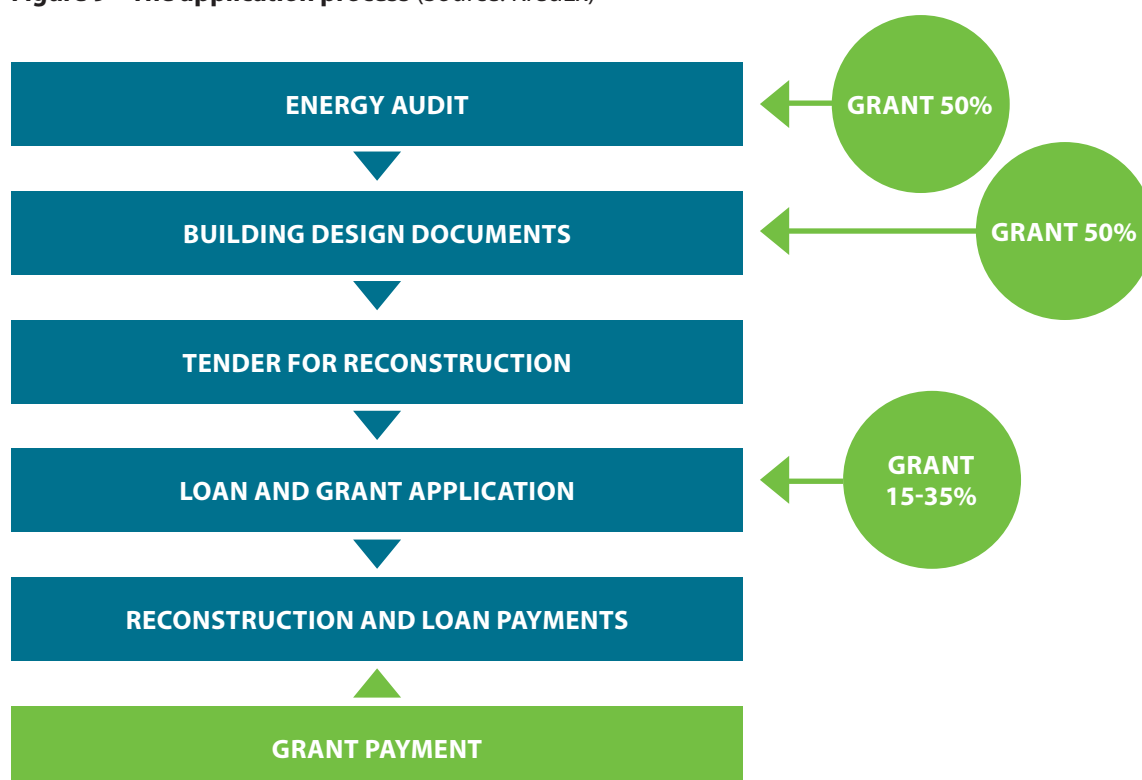 ENERGY AUDIT
GRANT 50%
BUILDING DESIGN DOCUMENTS
GRANT 50%
TENDER FOR RECONSTRUCTION
LOAN AND GRANT APPLICATION
GRANT
15-35%
RECONSTRUCTION AND LOAN PAYMENTS
GRANT PAYMENT